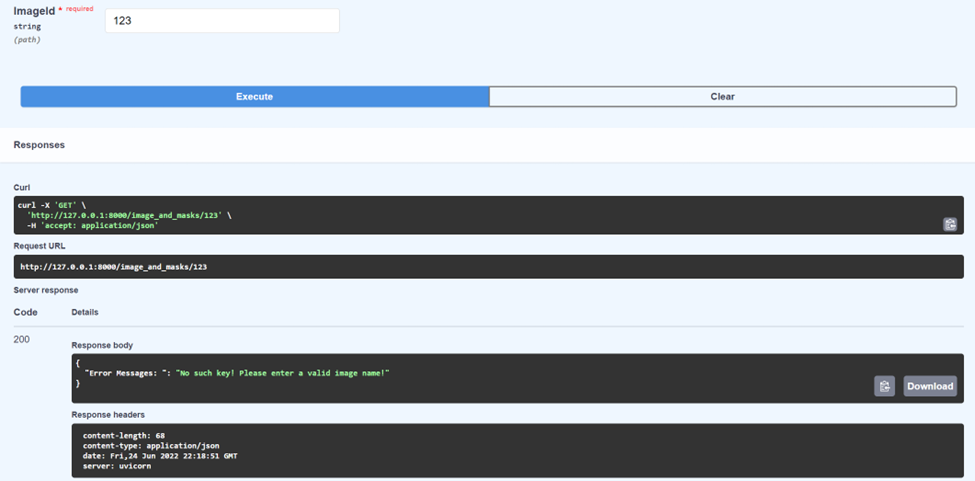 ImageId * required
123
string
(path)
Execute
Clear
Responses
Curl
curl -X 'GET' \
'http://127.0.0.1:8000/image_and_masks/123' \
-H 'accept: application/json'
Request URL
http://127.0.0.1:8000/image_and_masks/123
Server response
Code Details
200
Response body
{
"Error Messages: ": "No such key! Please enter a valid image name!"
}
Download
Response headers
content-length: 68
content-type: application/json
date: Fri,24 Jun 2022 22:18:51 GMT
server: uvicorn